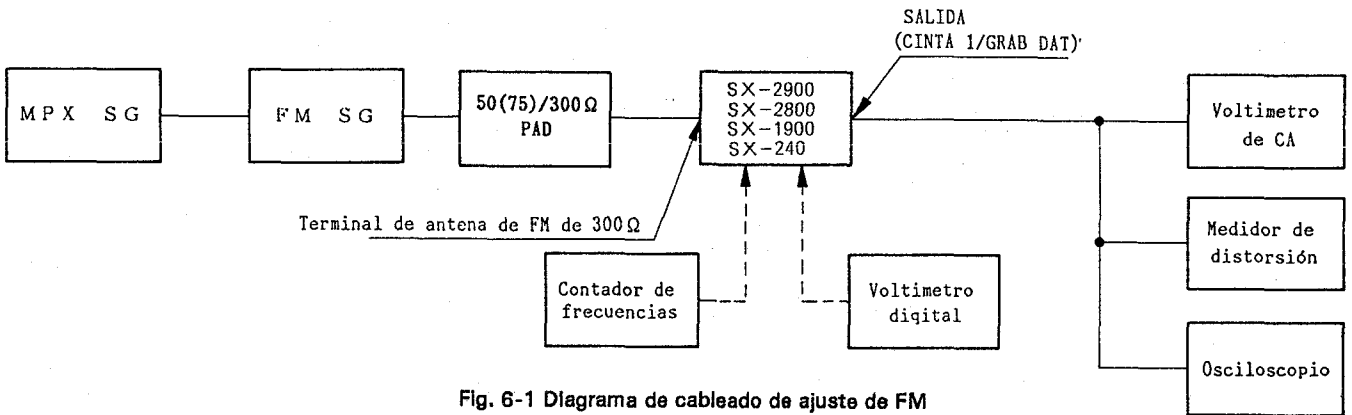 SALIDA
(CINTA 1/GRAB DAT)
MPX SG
FM SG
50(75)/300Ω
PAD
SX-2900
SX-2800
SX-1900
SX-240
Voltimetro
de CA
Terminal de antena de FM de 300Ω
Medidor de
distorsión
Contador de
frecuencias
Voltimetro
digital
Osciloscopio
Fig. 6-1 Diagrama de cableado de ajuste de FM